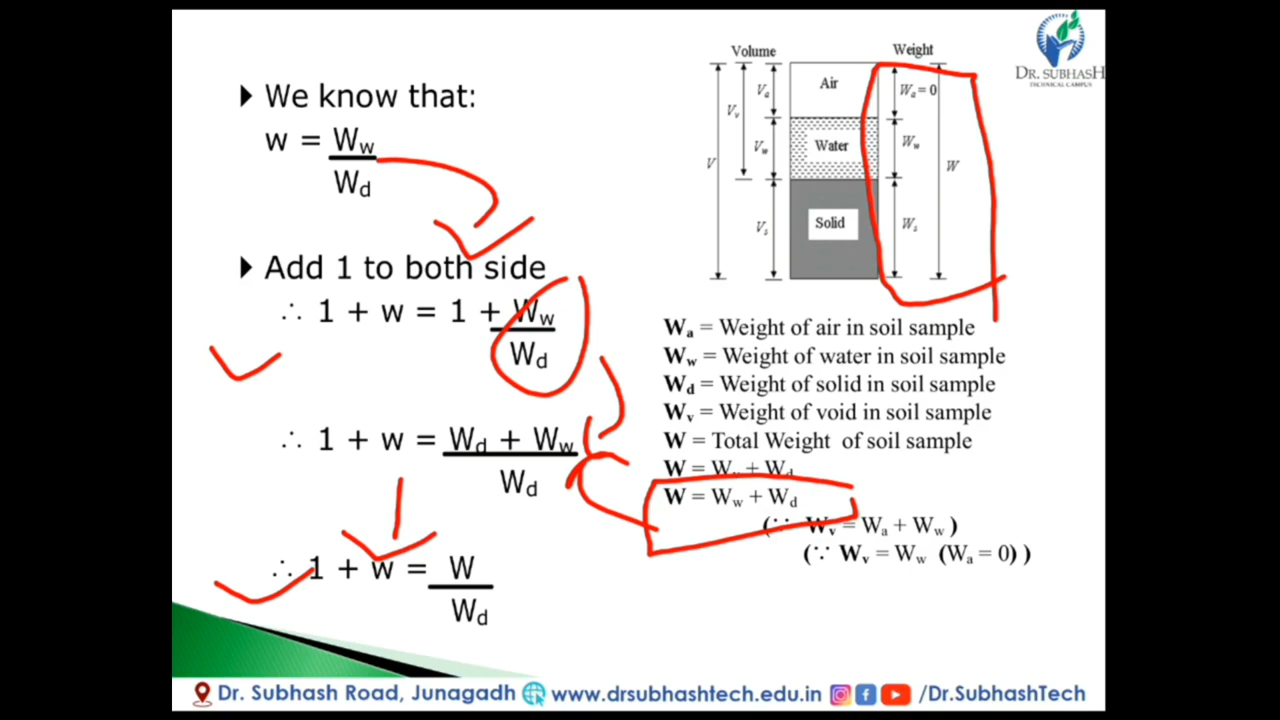 We know that:
w = Ww
Wd
Add 1 to both side
∴ 1 + w = 1 + Ww
Wd
∴ 1 + w = Wd + Ww
Wd
∴ 1 + w = W
Wd
Volume Weight
Air
Water
Solid
V
Vv
Va
Vw
Vs
Wa = 0
Ww
Ws
W
DR. SUBHASH
TECHNICAL CAMPUS
Wa = Weight of air in soil sample
Ww = Weight of water in soil sample
Wd = Weight of solid in soil sample
Wv = Weight of void in soil sample
W = Total Weight of soil sample
W = Wv + Wd
W = Ww + Wd
(∵ Wv = Wa + Ww )
(∵ Wv = Ww (Wa = 0) )
Dr. Subhash Road, Junagadh www.drsubhashtech.edu.in /Dr.SubhashTech